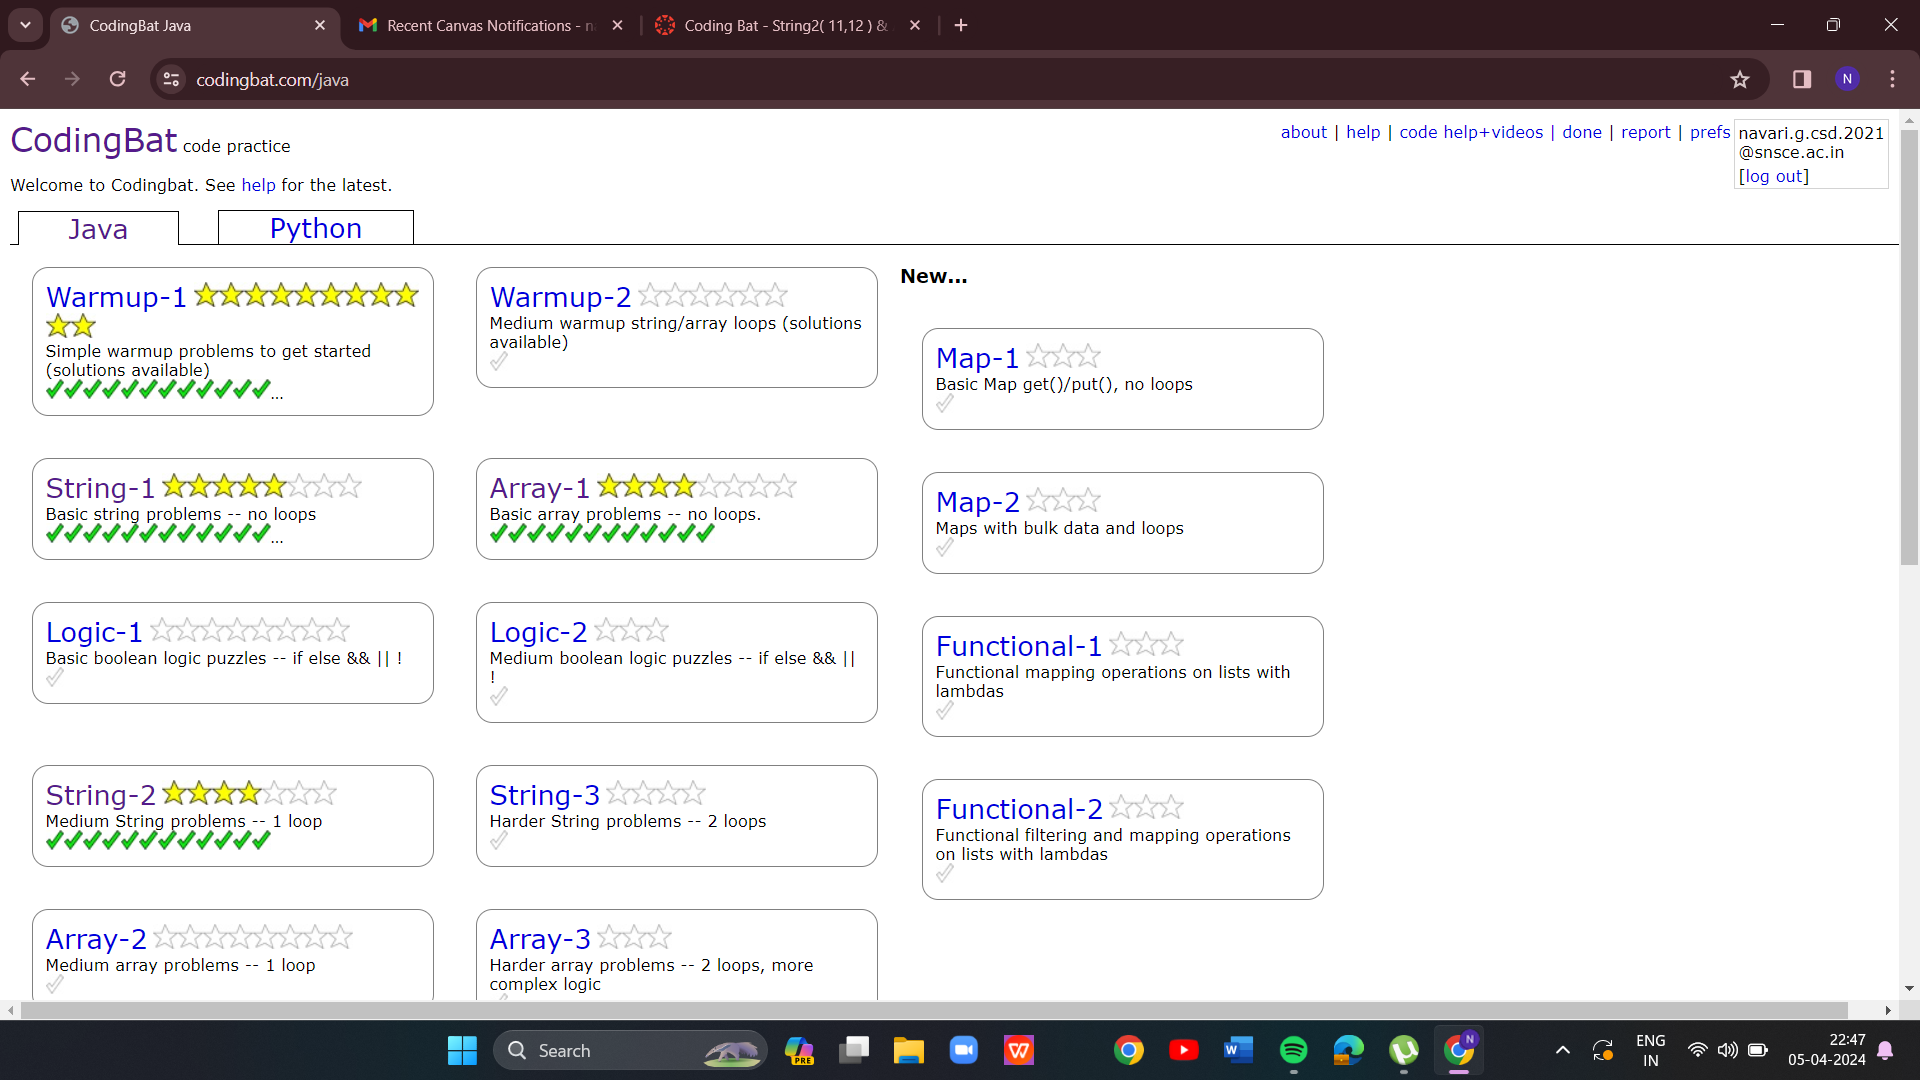 CodingBat Java
Recent Canvas Notifications - n
Coding Bat - String2( 11,12 ) &
codingbat.com/java
N
CodingBat code practice
about | help | code help+videos | done | report | prefs
navari.g.csd.2021
@snsce.ac.in
[log out]
Welcome to Codingbat. See help for the latest.
Java
Python
Warmup-1
Simple warmup problems to get started
(solutions available)
...
Warmup-2
Medium warmup string/array loops (solutions
available)
New...
Map-1
Basic Map get()/put(), no loops
String-1
Basic string problems -- no loops
...
Array-1
Basic array problems -- no loops.
Map-2
Maps with bulk data and loops
Logic-1
Basic boolean logic puzzles -- if else && || !
Logic-2
Medium boolean logic puzzles -- if else && ||
!
Functional-1
Functional mapping operations on lists with
lambdas
String-2
Medium String problems -- 1 loop
String-3
Harder String problems -- 2 loops
Functional-2
Functional filtering and mapping operations
on lists with lambdas
Array-2
Medium array problems -- 1 loop
Array-3
Harder array problems -- 2 loops, more
complex logic
Search
PRE
W
N
ENG
IN
22:47
05-04-2024